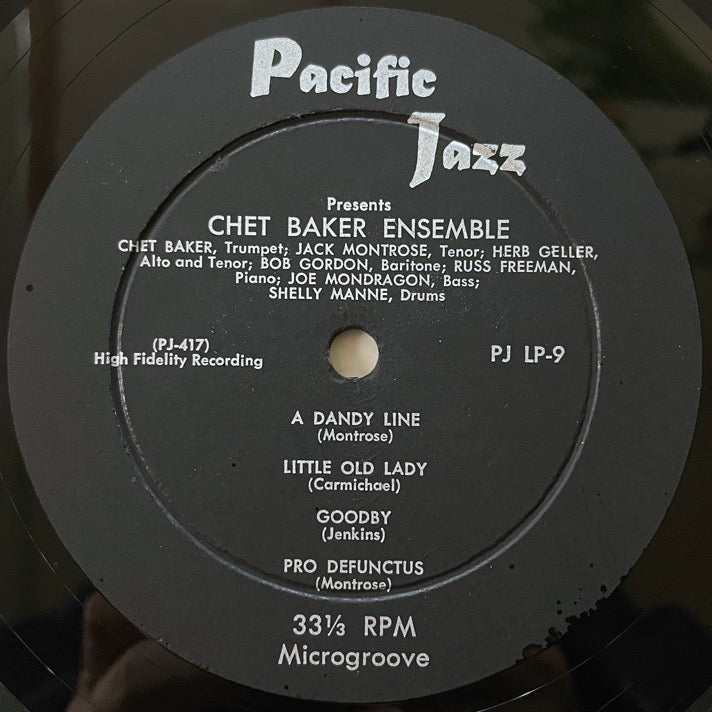 Pacific
Jazz
Presents
CHET BAKER ENSEMBLE
CHET BAKER, Trumpet; JACK MONTROSE, Tenor; HERB GELLER,
Alto and Tenor; BOB GORDON, Baritone; RUSS FREEMAN,
Piano; JOE MONDRAGON, Bass;
SHELLY MANNE, Drums
(PJ-417)
High Fidelity Recording
PJ LP-9
A DANDY LINE
(Montrose)
LITTLE OLD LADY
(Carmichael)
GOODBY
(Jenkins)
PRO DEFUNCTUS
(Montrose)
33⅓ RPM
Microgroove